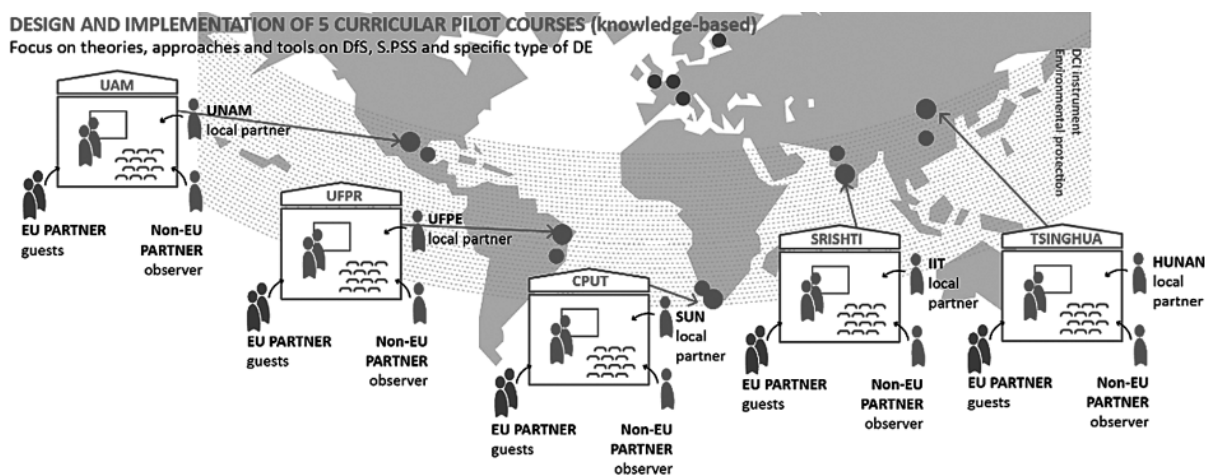 DESIGN AND IMPLEMENTATION OF 5 CURRICULAR PILOT COURSES (knowledge-based)
Focus on theories, approaches and tools on DfS, S.PSS and specific type of DE
DCI instrument
Environmental protection
UAM
UNAM
local partner
EU PARTNER
guests
Non-EU
PARTNER
observer
UFPR
UFPE
local partner
EU PARTNER
guests
Non-EU
PARTNER
observer
CPUT
SUN
local
partner
EU PARTNER
guests
Non-EU
PARTNER
observer
SRISHTI
IIT
local
partner
EU PARTNER
guests
Non-EU
PARTNER
observer
TSINGHUA
HUNAN
local
partner
EU PARTNER
guests
Non-EU
PARTNER
observer